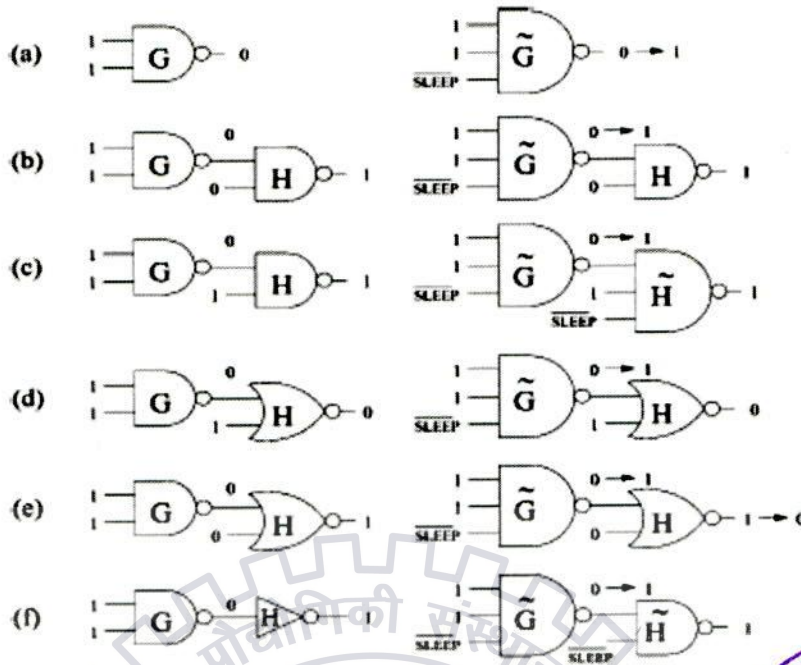 (a) 1 1 G 0 1 1 SLEEP G̃ 0 → 1
(b) 1 1 G 0 0 H 1 1 1 SLEEP G̃ 0 → 1 0 H 1
(c) 1 1 G 0 1 H 1 1 1 SLEEP G̃ 0 → 1 1 SLEEP H̃ 1
(d) 1 1 G 0 1 H 0 1 1 SLEEP G̃ 0 → 1 1 H 0
(e) 1 1 G 0 0 H 1 1 1 SLEEP G̃ 0 → 1 0 H 1 → 0
(f) 1 1 G 0 H 1 1 1 SLEEP G̃ 0 → 1 SLEEP H̃ 1